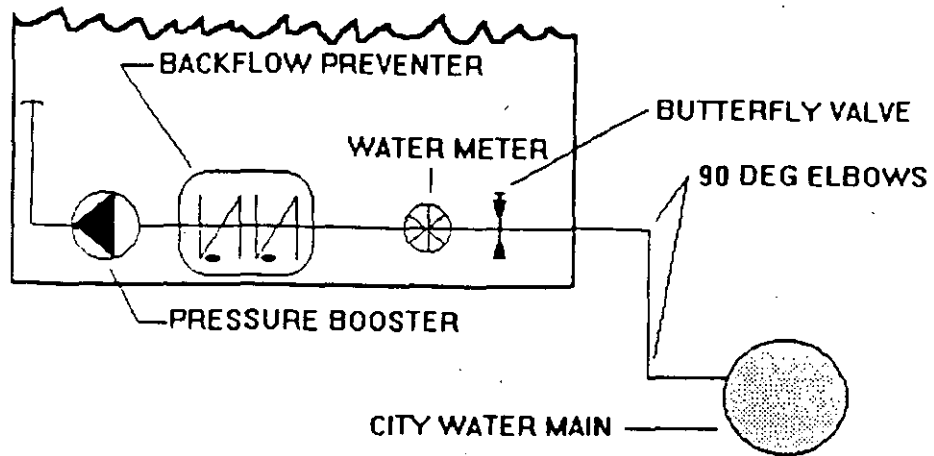 BACKFLOW PREVENTER
BUTTERFLY VALVE
WATER METER
90 DEG ELBOWS
PRESSURE BOOSTER
CITY WATER MAIN